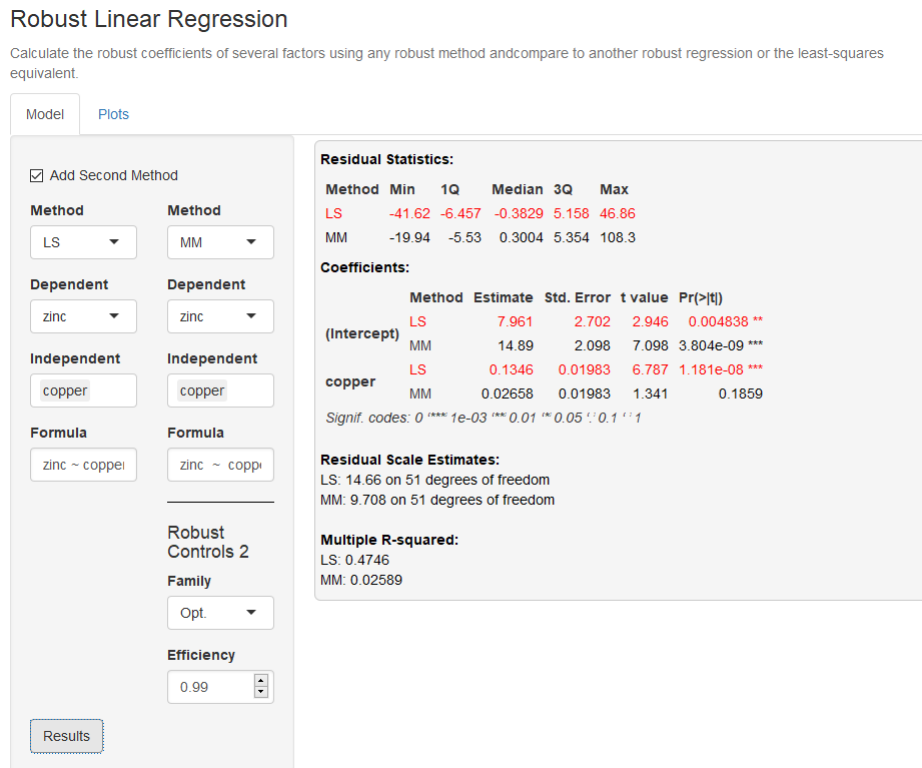 Robust Linear Regression
Calculate the robust coefficients of several factors using any robust method andcompare to another robust regression or the least-squares
equivalent.
Model Plots
Add Second Method
Method Method
LS MM
Dependent Dependent
zinc zinc
Independent Independent
copper copper
Formula Formula
zinc ~ copper zinc ~ coppe
Robust
Controls 2
Family
Opt.
Efficiency
0.99
Results
Residual Statistics:
Method Min 1Q Median 3Q Max
LS -41.62 -6.457 -0.3829 5.158 46.86
MM -19.94 -5.53 0.3004 5.354 108.3
Coefficients:
Method Estimate Std. Error t value Pr(>|t|)
(Intercept) LS 7.961 2.702 2.946 0.004838 **
MM 14.89 2.098 7.098 3.804e-09 ***
copper LS 0.1346 0.01983 6.787 1.181e-08 ***
MM 0.02658 0.01983 1.341 0.1859
Signif. codes: 0 '***' 1e-03 '**' 0.01 '*' 0.05 '.' 0.1 ' ' 1
Residual Scale Estimates:
LS: 14.66 on 51 degrees of freedom
MM: 9.708 on 51 degrees of freedom
Multiple R-squared:
LS: 0.4746
MM: 0.02589